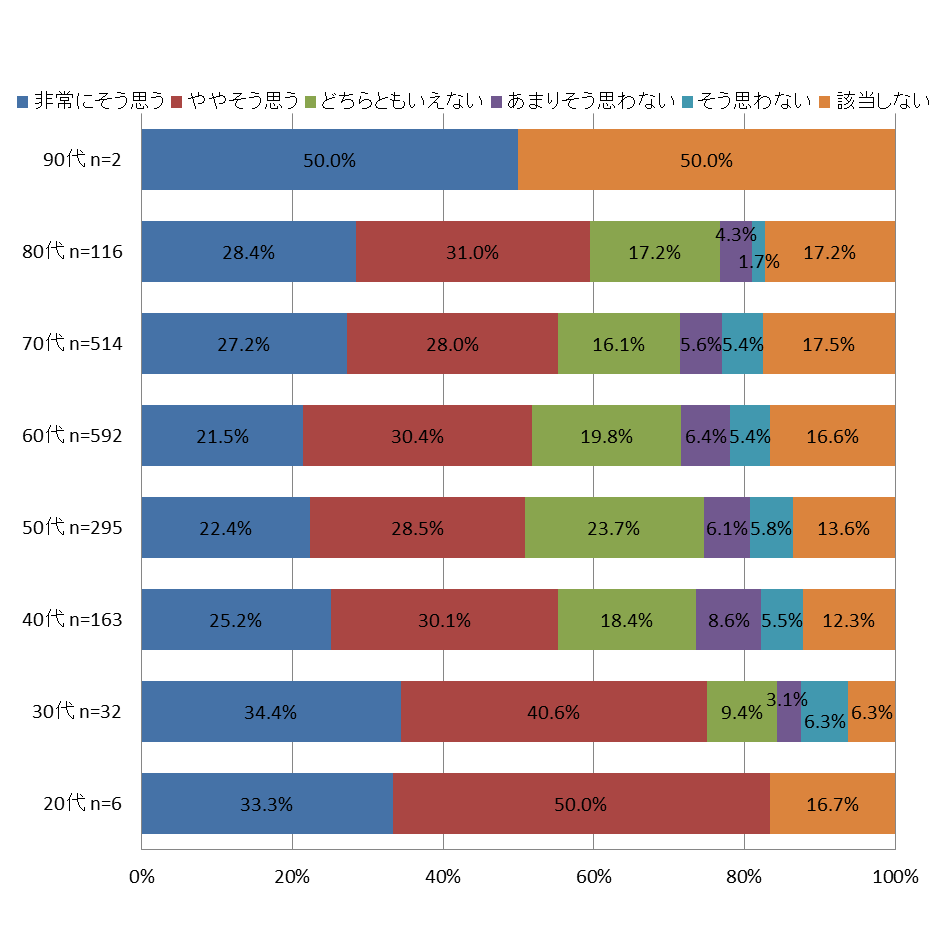 非常にそう思う ややそう思う どちらともいえない あまりそう思わない そう思わない 該当しない
90代 n=2 50.0% 50.0%
80代 n=116 28.4% 31.0% 17.2% 4.3% 1.7% 17.2%
70代 n=514 27.2% 28.0% 16.1% 5.6% 5.4% 17.5%
60代 n=592 21.5% 30.4% 19.8% 6.4% 5.4% 16.6%
50代 n=295 22.4% 28.5% 23.7% 6.1% 5.8% 13.6%
40代 n=163 25.2% 30.1% 18.4% 8.6% 5.5% 12.3%
30代 n=32 34.4% 40.6% 9.4% 3.1% 6.3% 6.3%
20代 n=6 33.3% 50.0% 16.7%
0% 20% 40% 60% 80% 100%